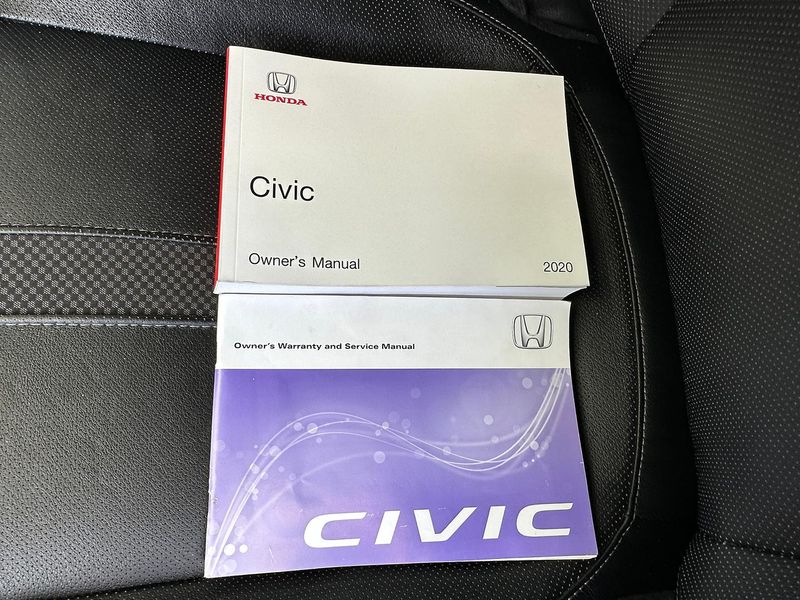 HONDA
Civic
Owner's Manual
2020
Owner's Warranty and Service Manual
CIVIC